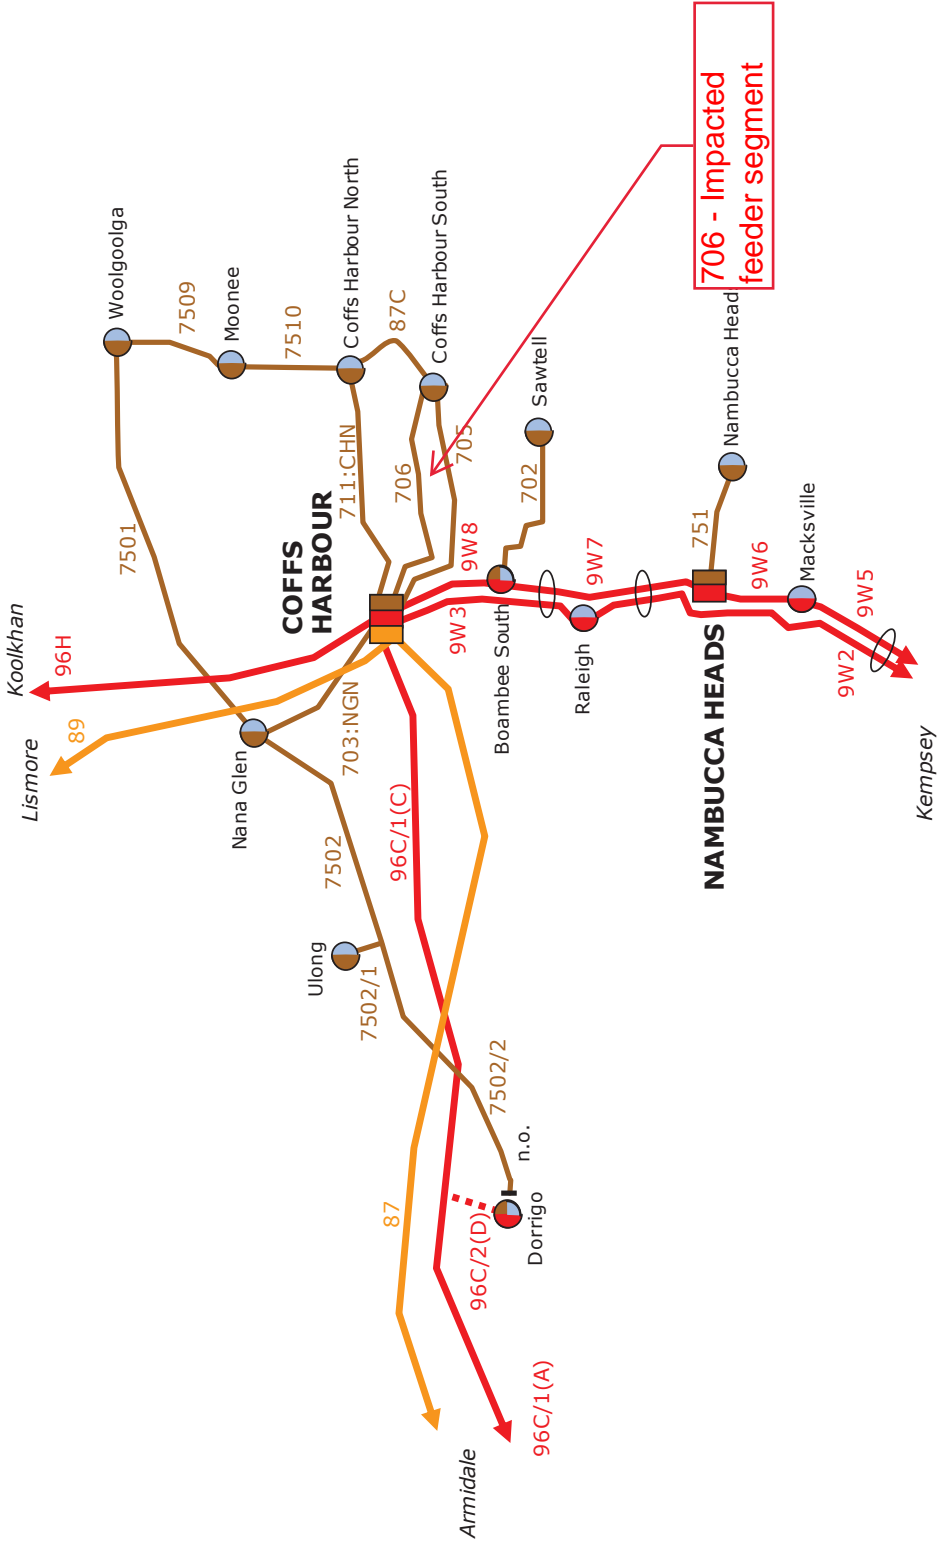 Woolgoolga
7509
Moonee
7510
Coffs Harbour North
87C
Coffs Harbour South
706 - Impacted
feeder segment
7501
711:CHN
706
705
Sawtell
702
Nambucca Head
751
COFFS
HARBOUR
9W8
9W7
9W6
Macksville
9W5
Koolkhan
96H
89
Lismore
Nana Glen
703:NGN
9W3
Boambee South
Raleigh
9W2
NAMBUCCA HEADS
Kempsey
7502
96C/1(C)
Ulong
7502/1
7502/2
n.o.
87
96C/2(D)
Dorrigo
96C/1(A)
Armidale